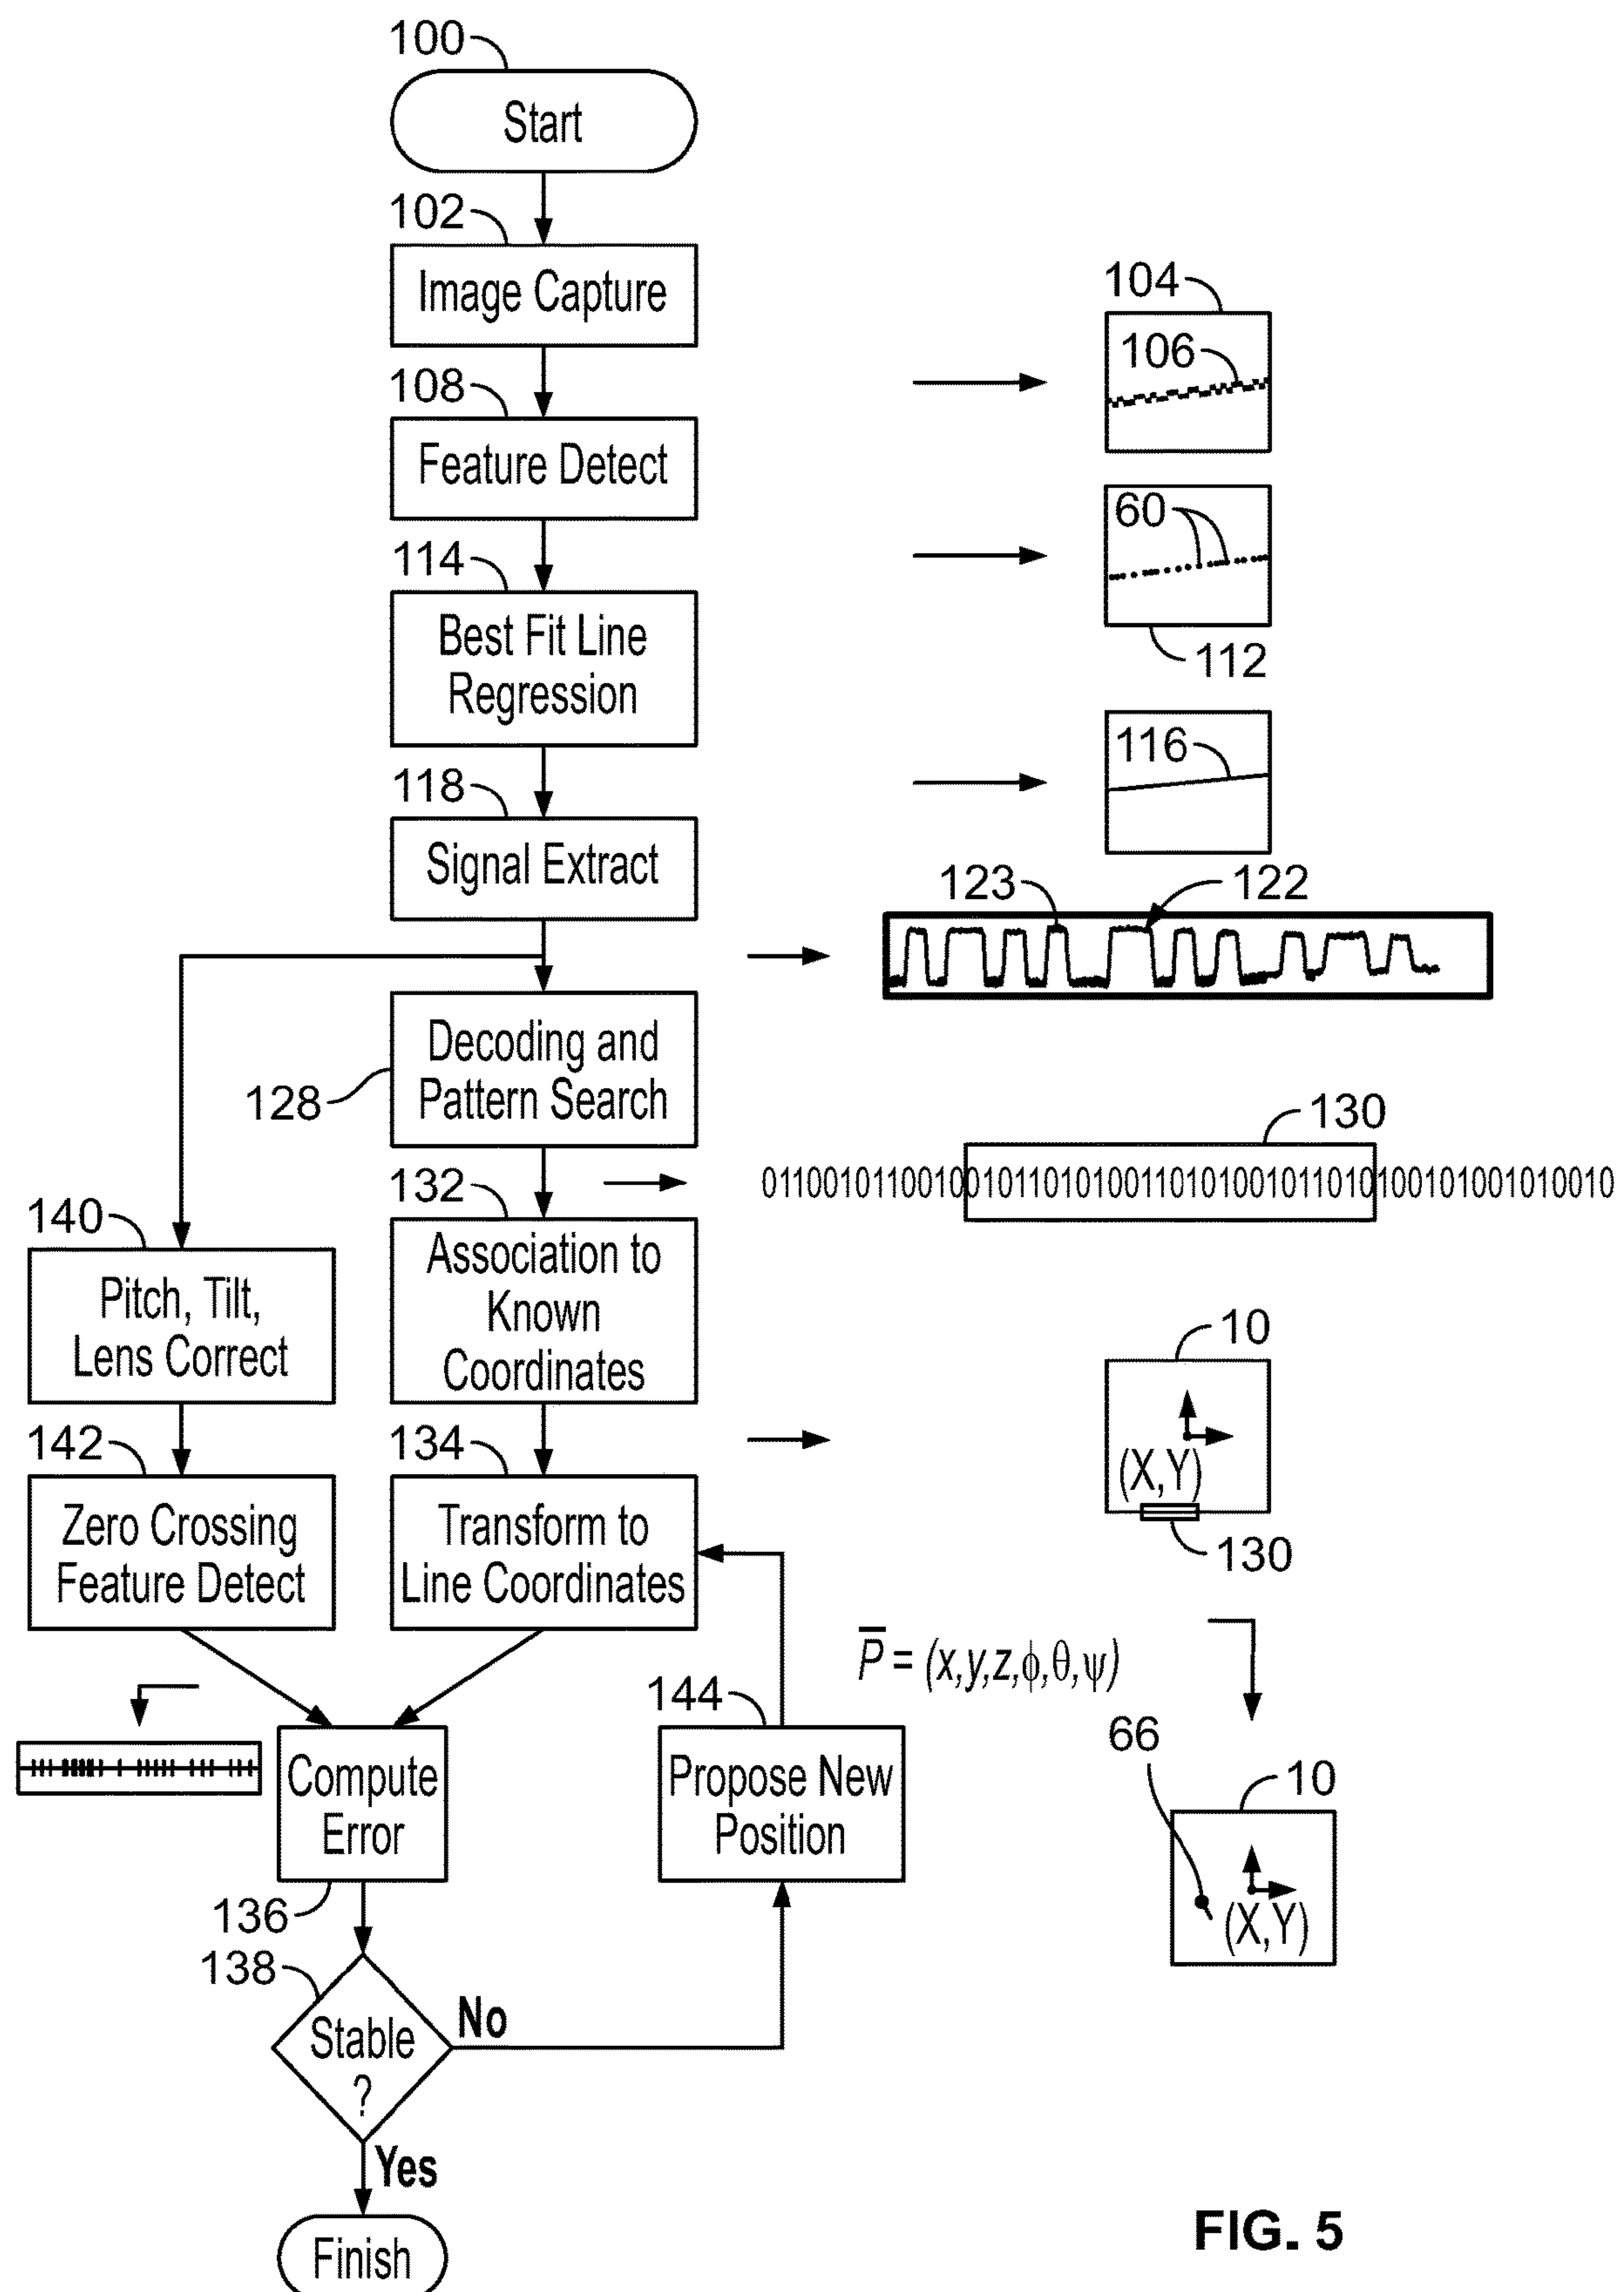 100
Start
102
Image Capture
104
106
108
Feature Detect
60
112
114
Best Fit Line
Regression
116
118
Signal Extract
123
122
Decoding and
Pattern Search
128
130
0110010110010001011010100110101001011010100101001010010
132
140
Association to
Known
Coordinates
Pitch, Tilt,
Lens Correct
10
(X,Y)
130
142
134
Zero Crossing
Feature Detect
Transform to
Line Coordinates
P̅ = (x,y,z,ϕ,θ,ψ)
144
66
10
(X,Y)
Compute
Error
Propose New
Position
136
138
Stable
?
No
Yes
Finish
FIG. 5